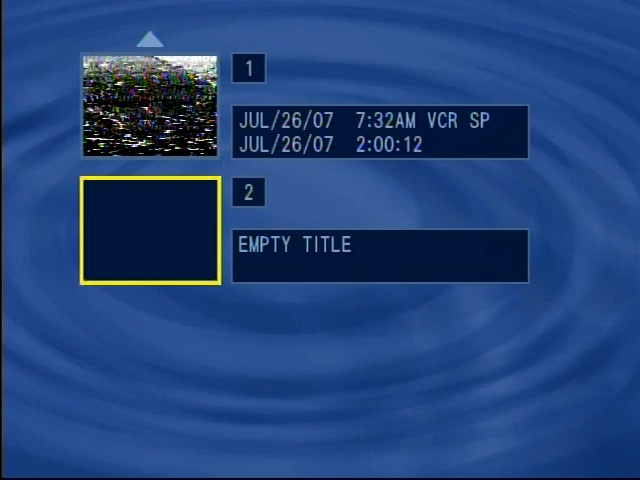 1
JUL/26/07 7:32AM VCR SP
JUL/26/07 2:00:12
2
EMPTY TITLE